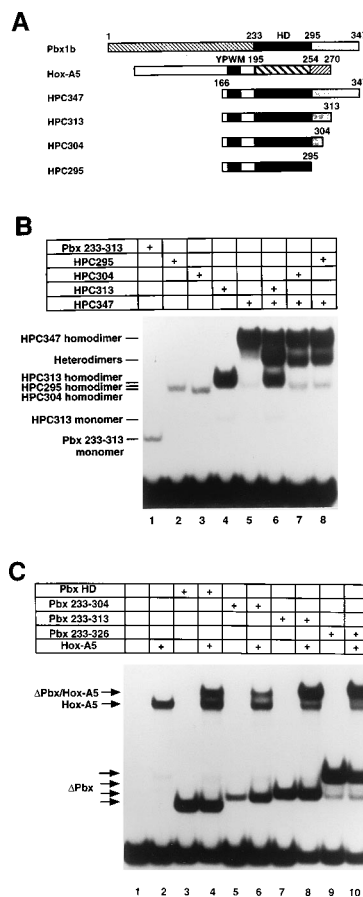 A
1 233 HD 295 347
Pbx1b
YPWM 195 254 270
Hox-A5
166 347
HPC347
313
HPC313
304
HPC304
295
HPC295
B
Pbx 233-313 +
HPC295 + +
HPC304 + +
HPC313 + +
HPC347 + + + +
HPC347 homodimer
Heterodimers
HPC313 homodimer
HPC295 homodimer
HPC304 homodimer
HPC313 monomer
Pbx 233-313
monomer
1 2 3 4 5 6 7 8
C
Pbx HD + +
Pbx 233-304 + +
Pbx 233-313 + +
Pbx 233-326 + +
Hox-A5 + + + + +
ΔPbx/Hox-A5
Hox-A5
ΔPbx
1 2 3 4 5 6 7 8 9 10